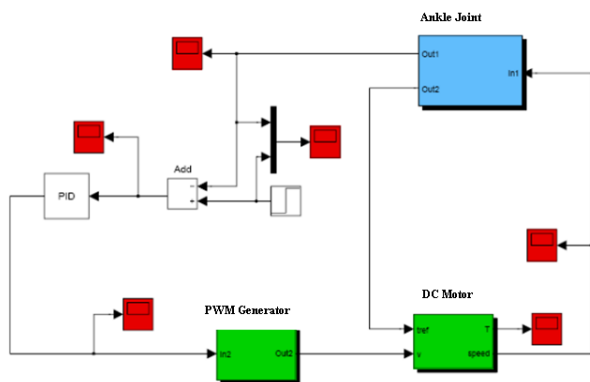 Ankle Joint
Out1
In1
Out2
Add
−
+
PID
PWM Generator
DC Motor
In2
Out2
tref
v
T
speed